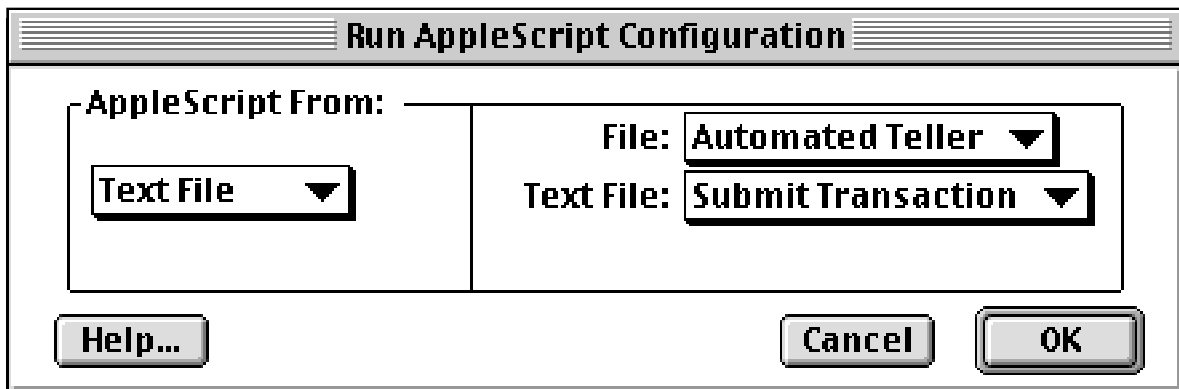 Run AppleScript Configuration
AppleScript From:
File: Automated Teller
Text File
Text File: Submit Transaction
Help...
Cancel
OK